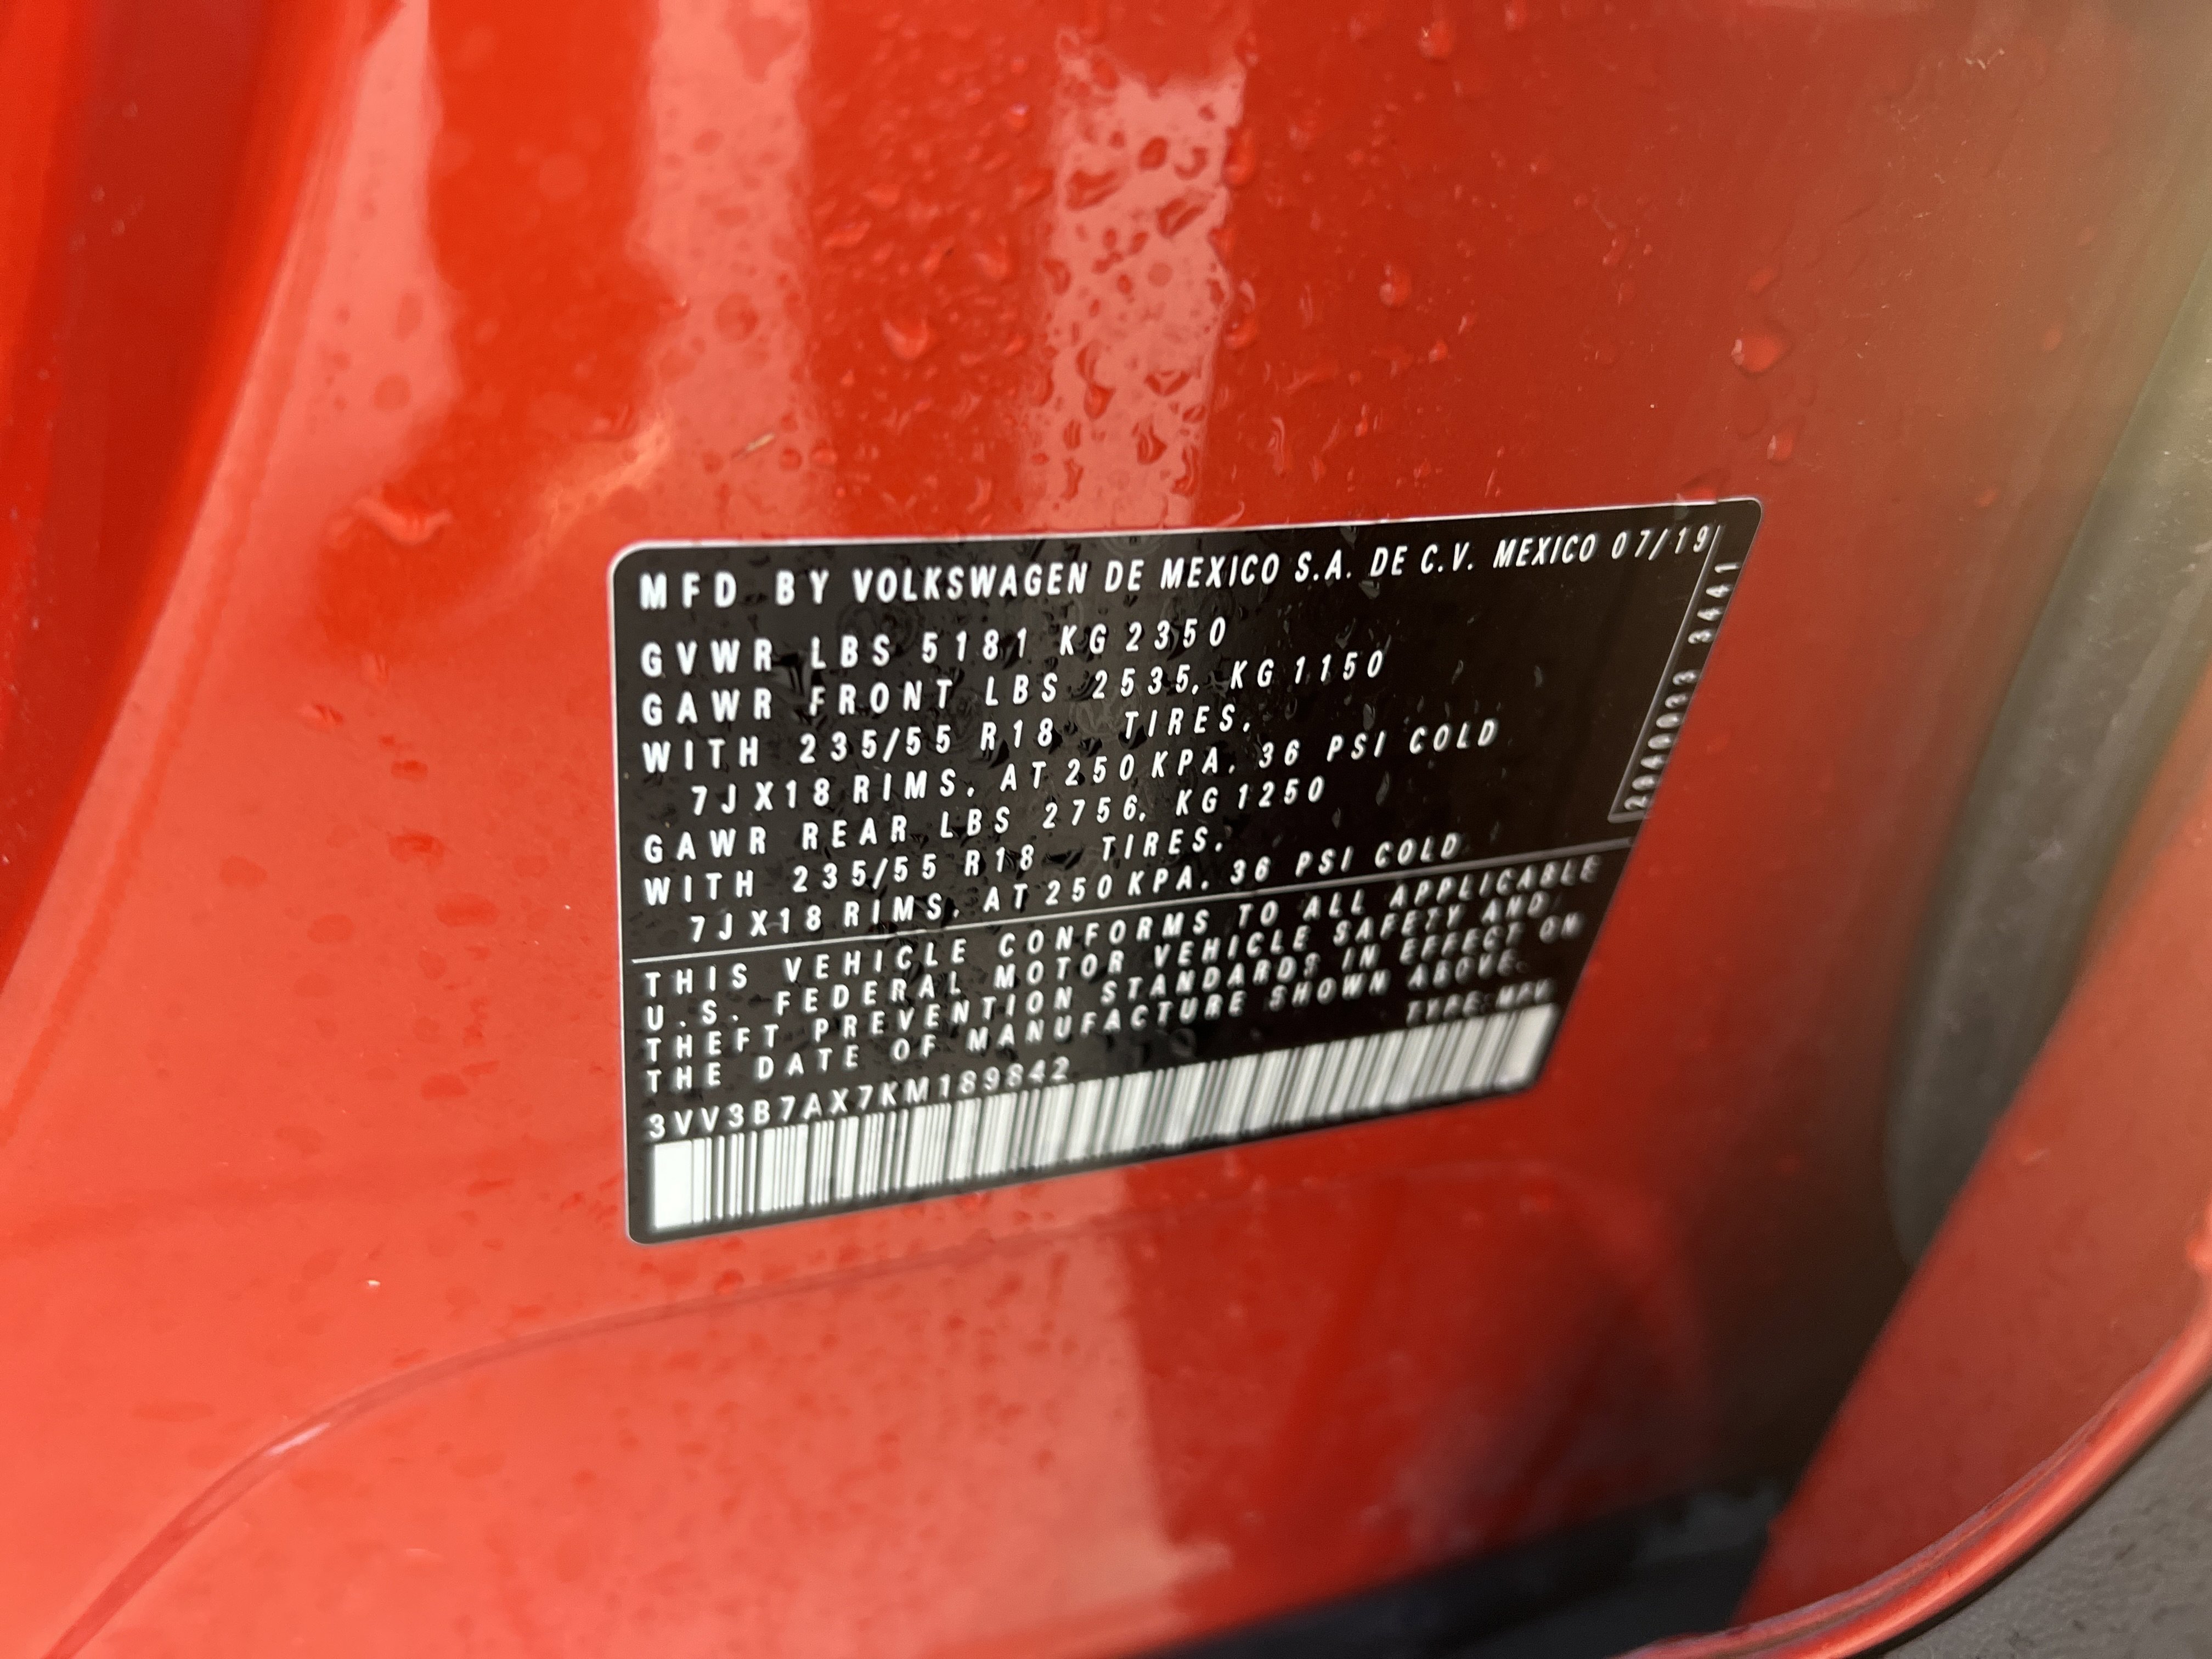 MFD BY VOLKSWAGEN DE MEXICO S.A. DE C.V. MEXICO 07/19
GVWR LBS 5181 KG 2350
GAWR FRONT LBS 2535, KG 1150
WITH 235/55 R18 TIRES,
7JX18 RIMS, AT 250 KPA, 36 PSI COLD
GAWR REAR LBS 2756, KG 1250
WITH 235/55 R18 TIRES,
7JX18 RIMS, AT 250 KPA, 36 PSI COLD
THIS VEHICLE CONFORMS TO ALL APPLICABLE
U.S. FEDERAL MOTOR VEHICLE SAFETY AND
THEFT PREVENTION STANDARDS IN EFFECT ON
THE DATE OF MANUFACTURE SHOWN ABOVE.
TYPE:MPV
3VV3B7AX7KM189842
3441